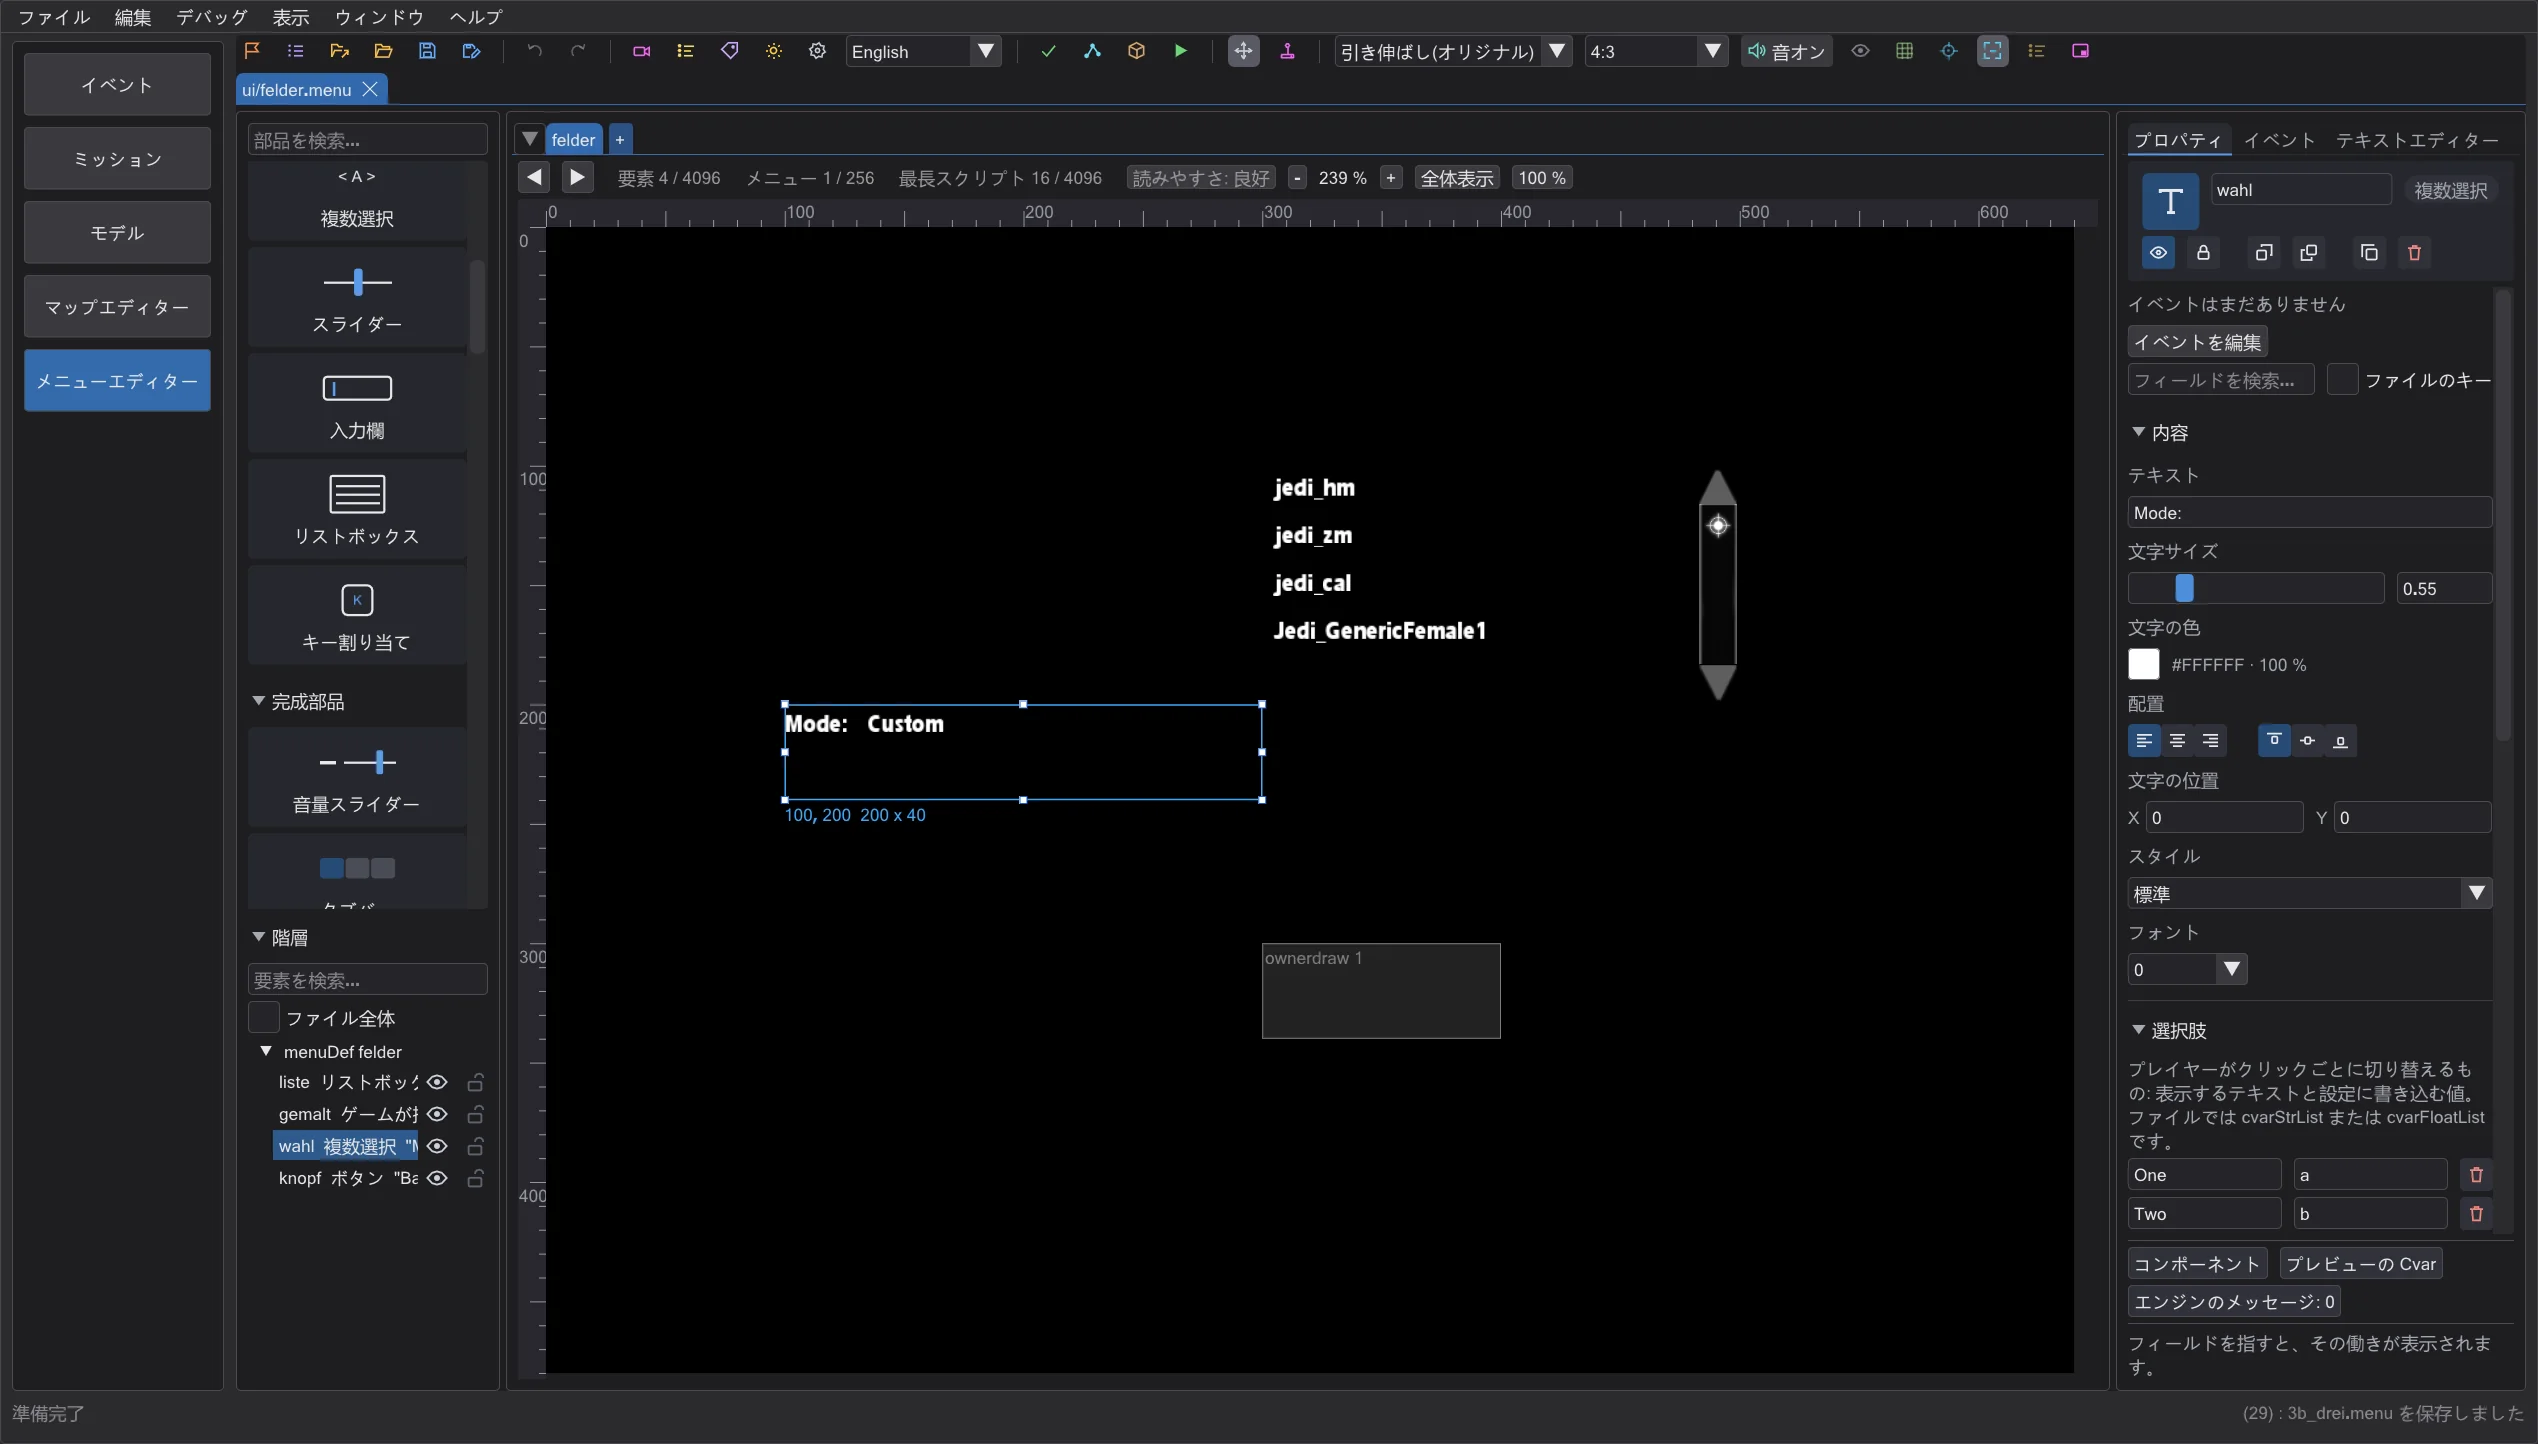 ファイル 編集 デバッグ 表示 ウィンドウ ヘルプ
English 引き伸ばし(オリジナル) 4:3 音オン
イベント
ミッション
モデル
マップエディター
メニューエディター
ui/felder.menu
部品を検索...
< A >
複数選択
スライダー
入力欄
リストボックス
K
キー割り当て
完成部品
音量スライダー
階層
要素を検索...
ファイル全体
menuDef felder
liste リストボック
gemalt ゲームが
wahl 複数選択 "M
knopf ボタン "Ba
felder +
要素 4 / 4096 メニュー 1 / 256 最長スクリプト 16 / 4096 読みやすさ: 良好 - 239 % + 全体表示 100 %
0 100 200 300 400 500 600
0
100
200
300
400
jedi_hm
jedi_zm
jedi_cal
Jedi_GenericFemale1
Mode: Custom
100, 200 200 x 40
ownerdraw 1
プロパティ イベント テキストエディター
T wahl 複数選択
イベントはまだありません
イベントを編集
フィールドを検索... ファイルのキー
内容
テキスト
Mode:
文字サイズ
0.55
文字の色
#FFFFFF · 100 %
配置
文字の位置
X 0 Y 0
スタイル
標準
フォント
0
選択肢
プレイヤーがクリックごとに切り替えるも
の: 表示するテキストと設定に書き込む値。
ファイルでは cvarStrList または cvarFloatList
です。
One a
Two b
コンポーネント プレビューの Cvar
エンジンのメッセージ: 0
フィールドを指すと、その働きが表示されま
す。
準備完了 (29) : 3b_drei.menu を保存しました